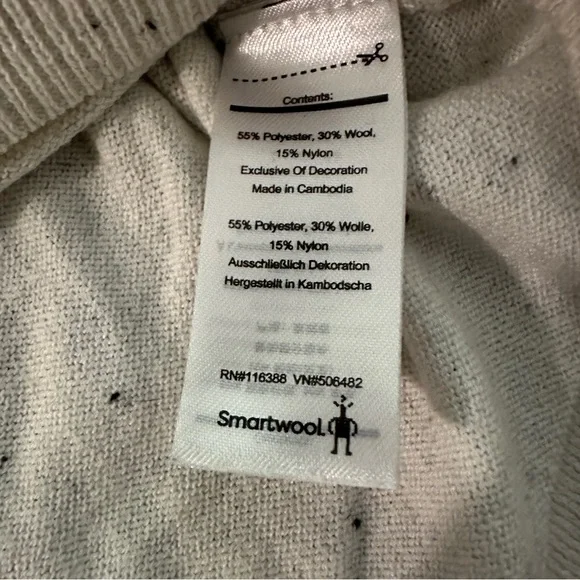 Contents:
55% Polyester, 30% Wool,
15% Nylon
Exclusive Of Decoration
Made in Cambodia
55% Polyester, 30% Wolle,
15% Nylon
Ausschließlich Dekoration
Hergestellt in Kambodscha
RN#116388 VN#506482
Smartwool